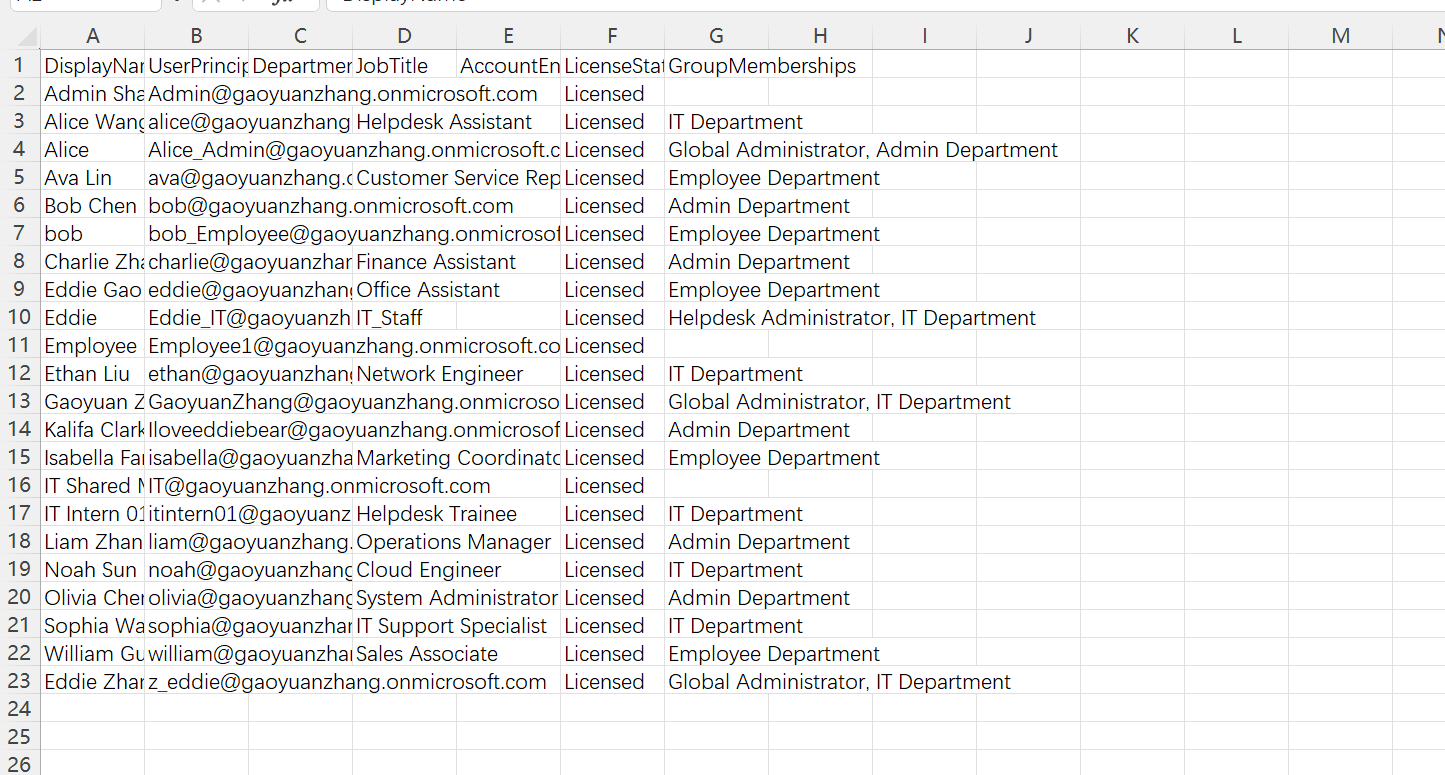 A B C D E F G H I J K L M
1 DisplayNar UserPrincip Departmer JobTitle AccountEn LicenseStat GroupMemberships
2 Admin Sha Admin@gaoyuanzhang.onmicrosoft.com Licensed
3 Alice Wang alice@gaoyuanzhang Helpdesk Assistant Licensed IT Department
4 Alice Alice_Admin@gaoyuanzhang.onmicrosoft.c Licensed Global Administrator, Admin Department
5 Ava Lin ava@gaoyuanzhang.c Customer Service Rep Licensed Employee Department
6 Bob Chen bob@gaoyuanzhang.onmicrosoft.com Licensed Admin Department
7 bob bob_Employee@gaoyuanzhang.onmicrosof Licensed Employee Department
8 Charlie Zha charlie@gaoyuanzhar Finance Assistant Licensed Admin Department
9 Eddie Gao eddie@gaoyuanzhang Office Assistant Licensed Employee Department
10 Eddie Eddie_IT@gaoyuanzh IT_Staff Licensed Helpdesk Administrator, IT Department
11 Employee Employee1@gaoyuanzhang.onmicrosoft.co Licensed
12 Ethan Liu ethan@gaoyuanzhang Network Engineer Licensed IT Department
13 Gaoyuan Z GaoyuanZhang@gaoyuanzhang.onmicroso Licensed Global Administrator, IT Department
14 Kalifa Clark Iloveeddiebear@gaoyuanzhang.onmicrosof Licensed Admin Department
15 Isabella Far isabella@gaoyuanzha Marketing Coordinato Licensed Employee Department
16 IT Shared M IT@gaoyuanzhang.onmicrosoft.com Licensed
17 IT Intern 01 itintern01@gaoyuanz Helpdesk Trainee Licensed IT Department
18 Liam Zhan liam@gaoyuanzhang. Operations Manager Licensed Admin Department
19 Noah Sun noah@gaoyuanzhang Cloud Engineer Licensed IT Department
20 Olivia Cher olivia@gaoyuanzhang System Administrator Licensed Admin Department
21 Sophia Wa sophia@gaoyuanzhar IT Support Specialist Licensed IT Department
22 William Gu william@gaoyuanzhar Sales Associate Licensed Employee Department
23 Eddie Zhar z_eddie@gaoyuanzhang.onmicrosoft.com Licensed Global Administrator, IT Department
24
25
26